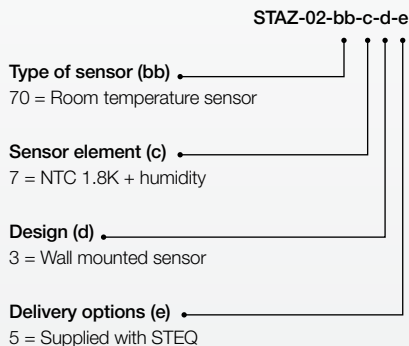 STAZ-02-bb-c-d-e
Type of sensor (bb)
70 = Room temperature sensor
Sensor element (c)
7 = NTC 1.8K + humidity
Design (d)
3 = Wall mounted sensor
Delivery options (e)
5 = Supplied with STEQ